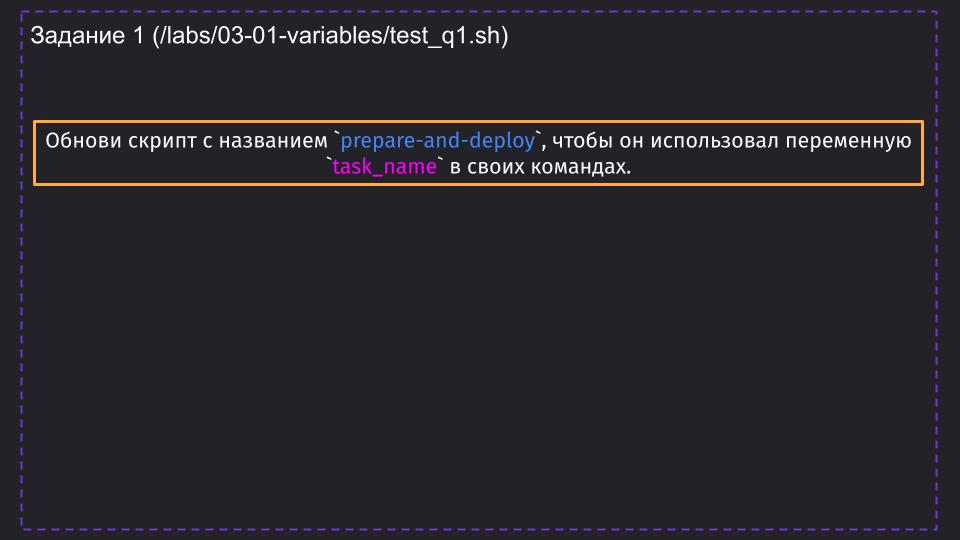 Задание 1 (/labs/03-01-variables/test_q1.sh)
Обнови скрипт с названием `prepare-and-deploy`, чтобы он использовал переменную
`task_name` в своих командах.